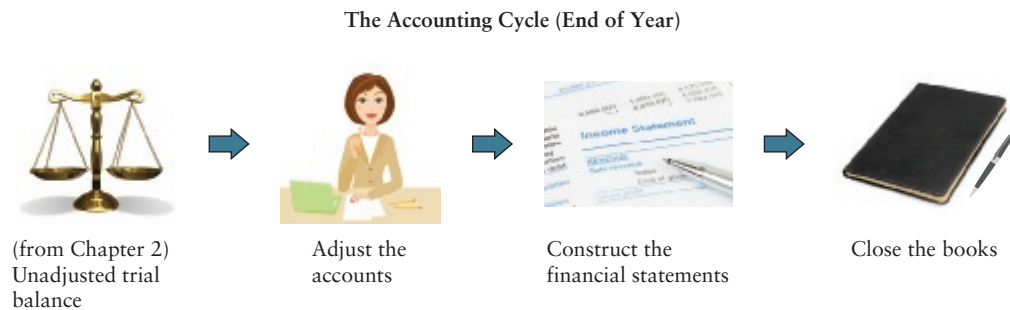 The Accounting Cycle (End of Year)
Income Statement
Revenue
(from Chapter 2)
Unadjusted trial
balance
Adjust the
accounts
Construct the
financial statements
Close the books